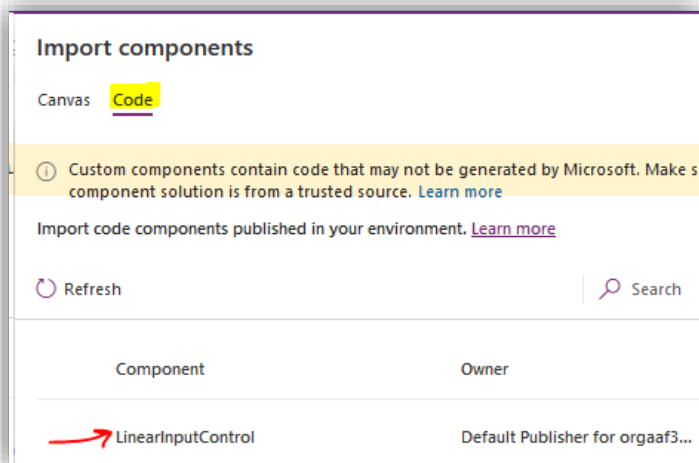 Import components
Canvas Code
Custom components contain code that may not be generated by Microsoft. Make
component solution is from a trusted source. Learn more
Import code components published in your environment. Learn more
Refresh Search
Component Owner
LinearInputControl Default Publisher for orgaaf3...